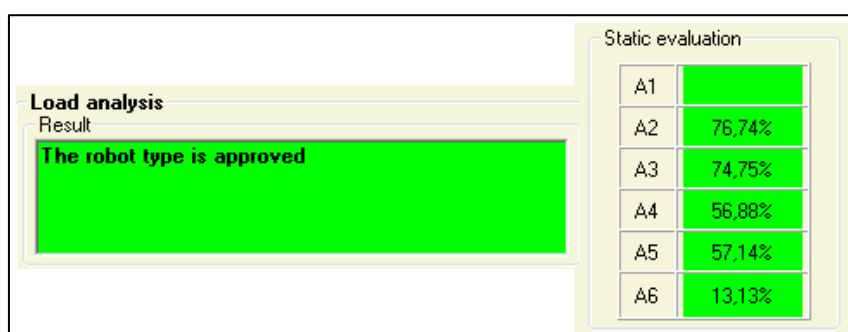 Load analysis
Result
The robot type is approved
Static evaluation
A1
A2 76,74%
A3 74,75%
A4 56,88%
A5 57,14%
A6 13,13%